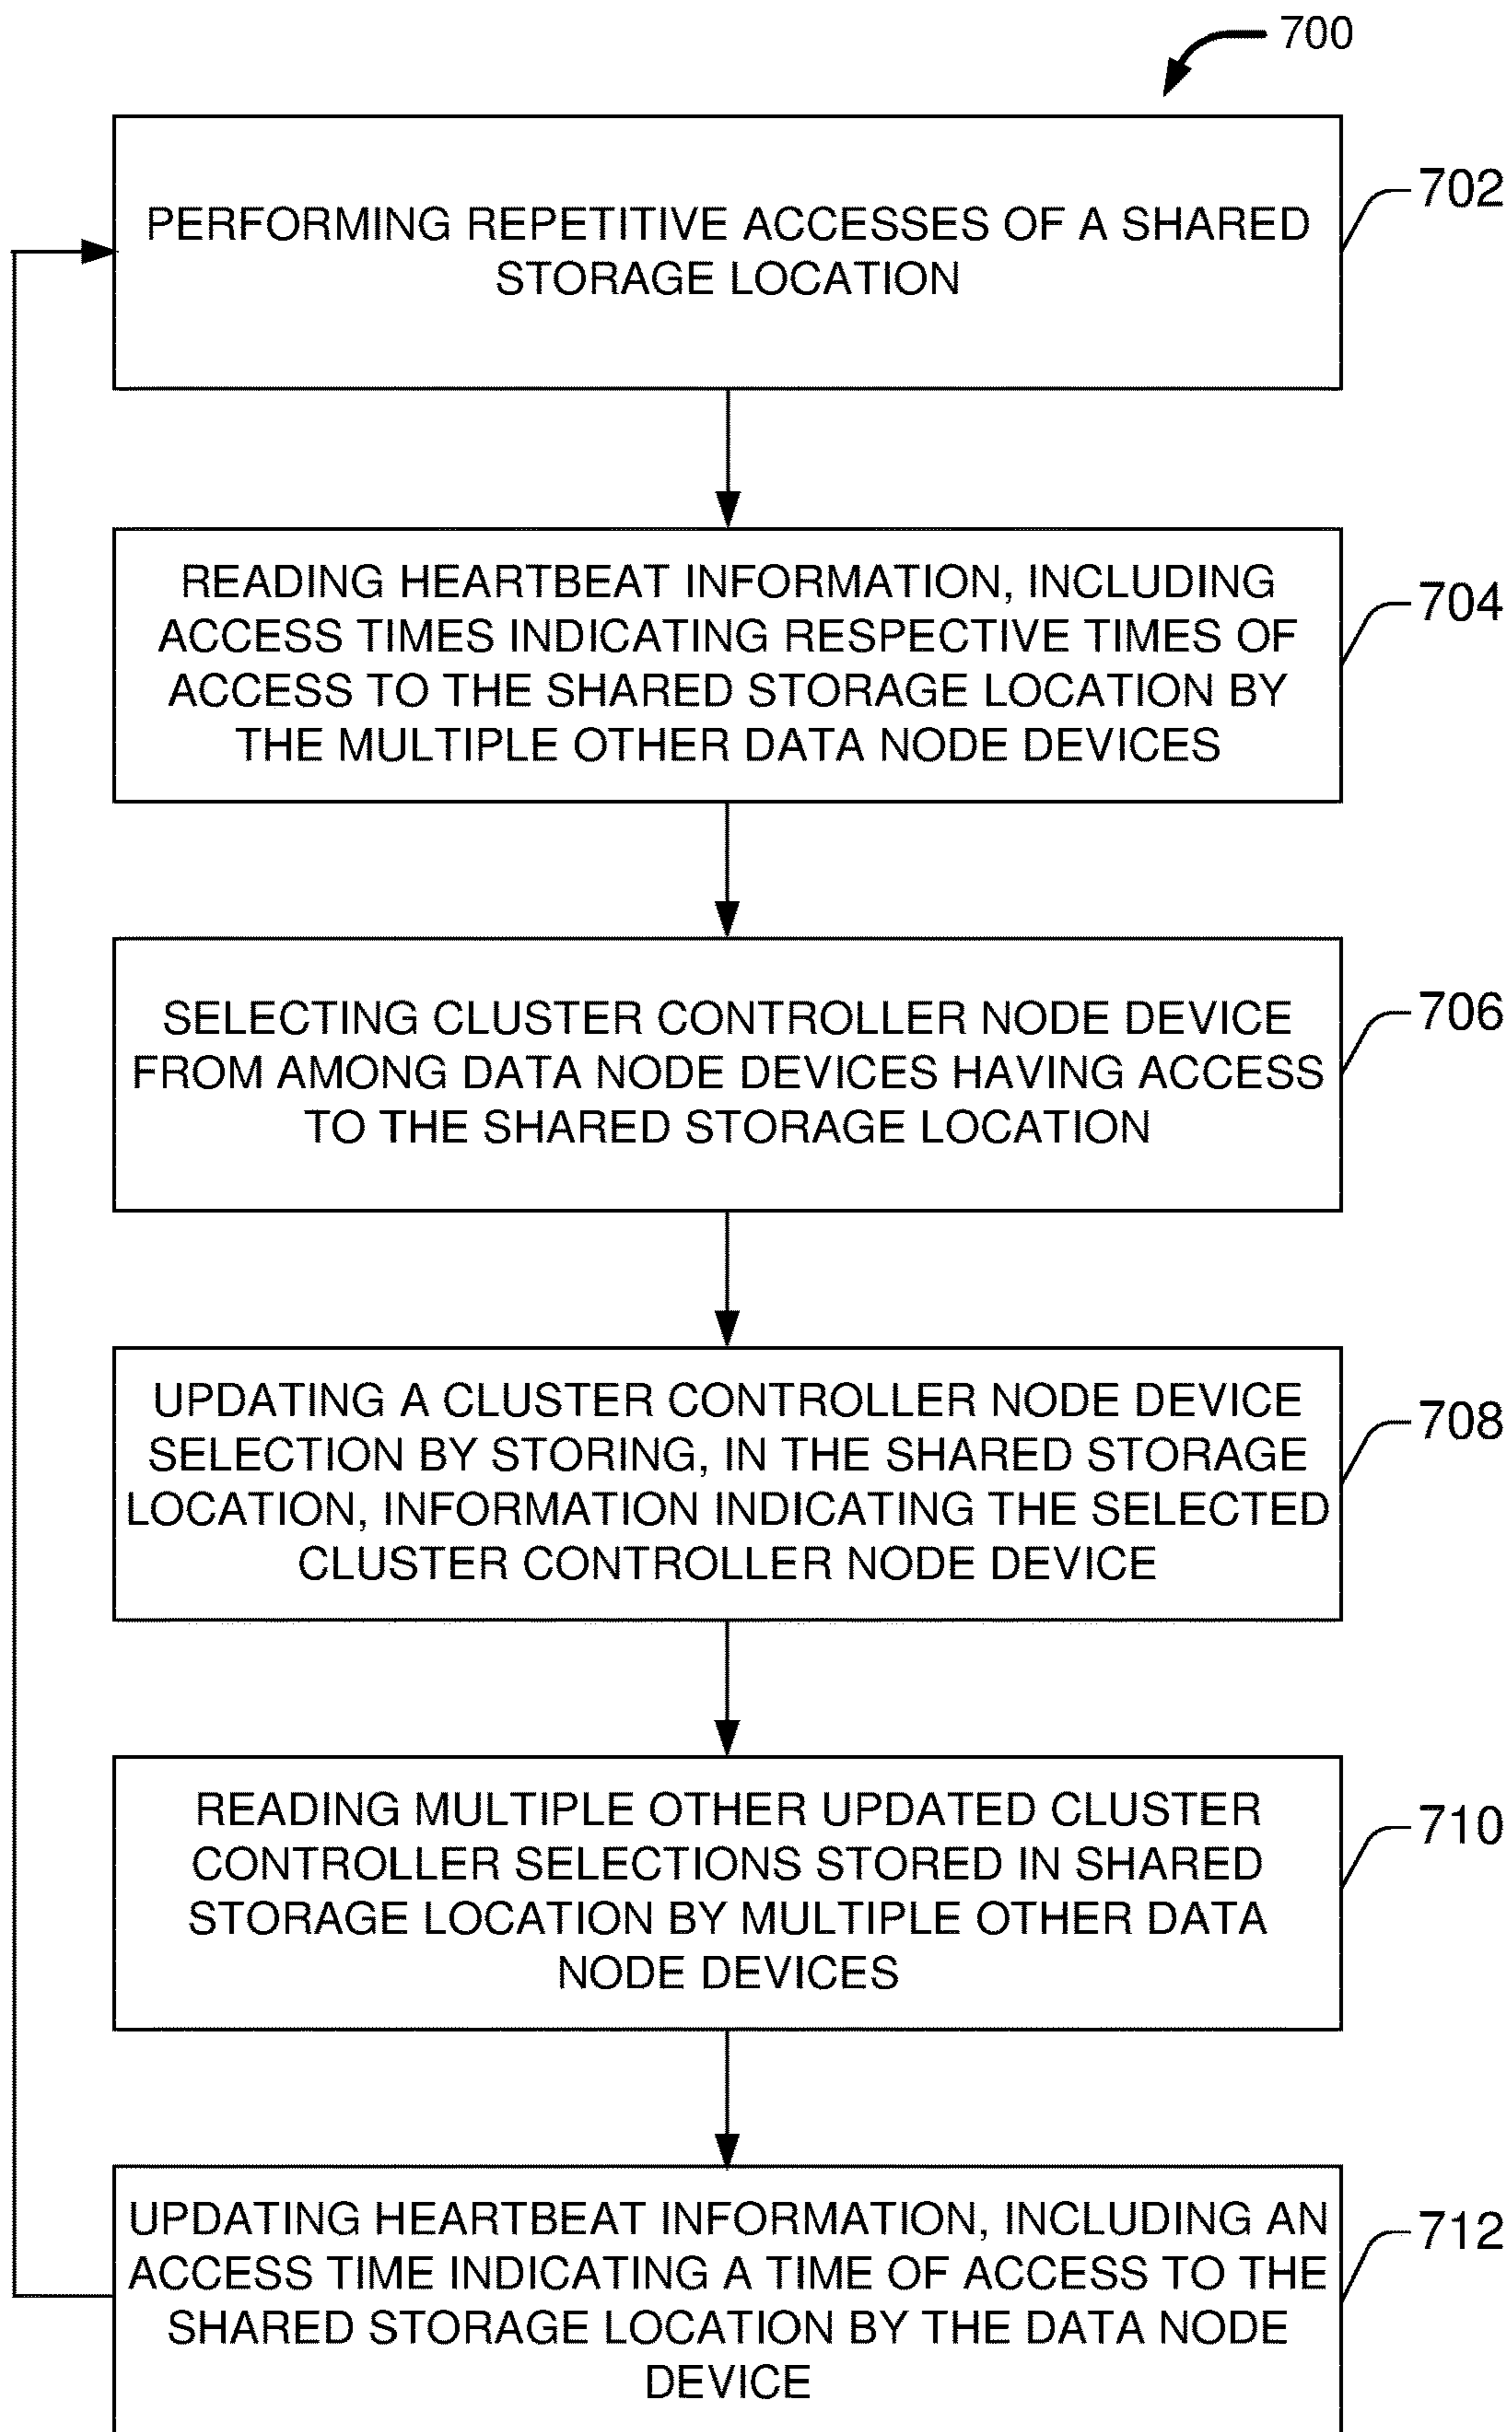 700
PERFORMING REPETITIVE ACCESSES OF A SHARED
STORAGE LOCATION
702
READING HEARTBEAT INFORMATION, INCLUDING
ACCESS TIMES INDICATING RESPECTIVE TIMES OF
ACCESS TO THE SHARED STORAGE LOCATION BY
THE MULTIPLE OTHER DATA NODE DEVICES
704
SELECTING CLUSTER CONTROLLER NODE DEVICE
FROM AMONG DATA NODE DEVICES HAVING ACCESS
TO THE SHARED STORAGE LOCATION
706
UPDATING A CLUSTER CONTROLLER NODE DEVICE
SELECTION BY STORING, IN THE SHARED STORAGE
LOCATION, INFORMATION INDICATING THE SELECTED
CLUSTER CONTROLLER NODE DEVICE
708
READING MULTIPLE OTHER UPDATED CLUSTER
CONTROLLER SELECTIONS STORED IN SHARED
STORAGE LOCATION BY MULTIPLE OTHER DATA
NODE DEVICES
710
UPDATING HEARTBEAT INFORMATION, INCLUDING AN
ACCESS TIME INDICATING A TIME OF ACCESS TO THE
SHARED STORAGE LOCATION BY THE DATA NODE
DEVICE
712